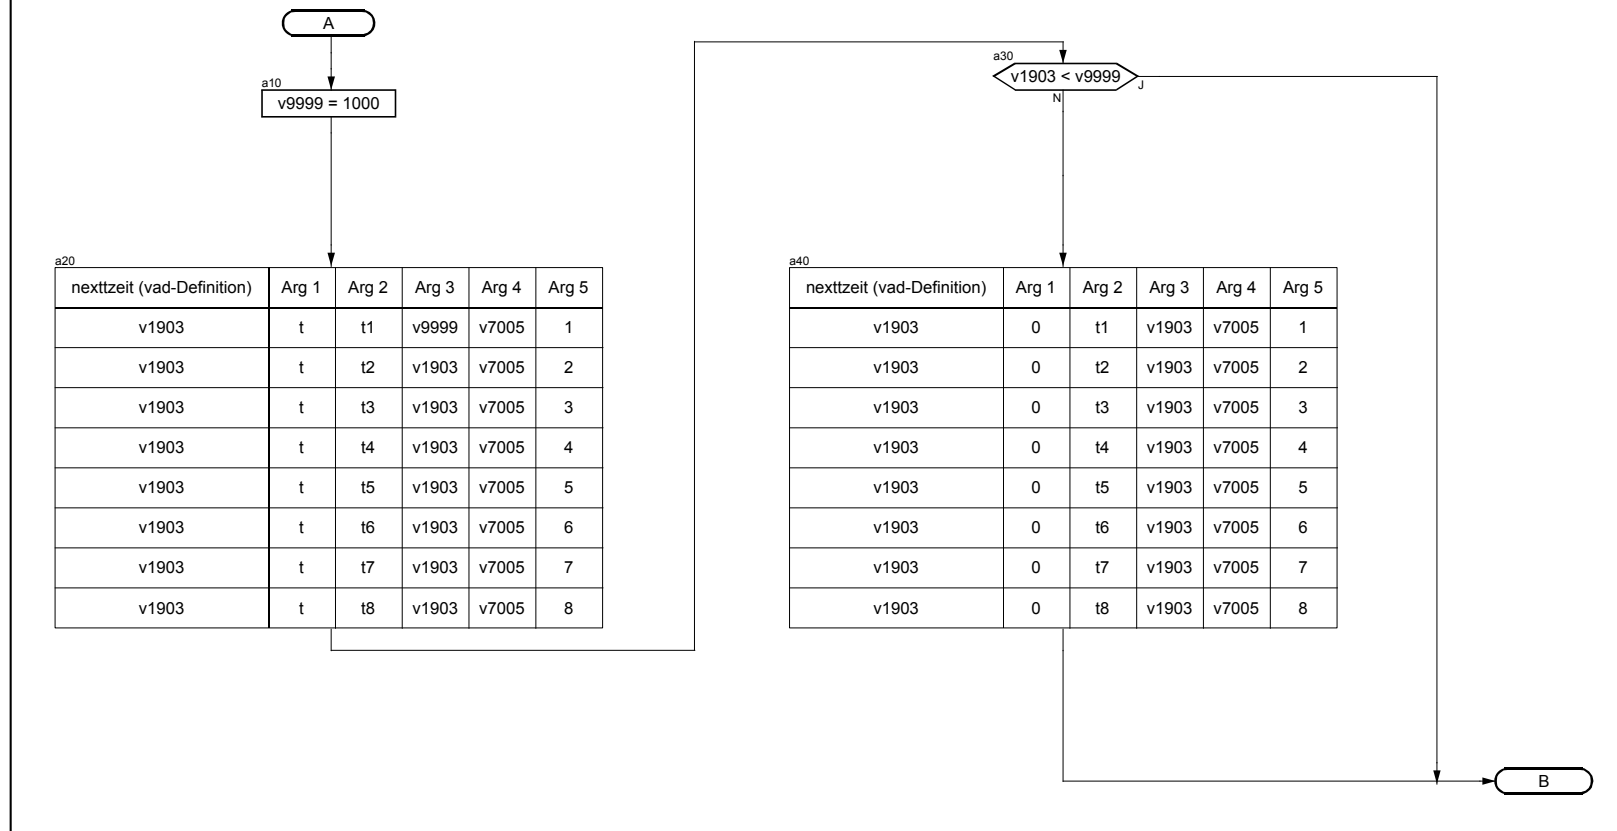 A
a10
v9999 = 1000
a20
nexttzeit (vad-Definition) Arg 1 Arg 2 Arg 3 Arg 4 Arg 5
v1903 t t1 v9999 v7005 1
v1903 t t2 v1903 v7005 2
v1903 t t3 v1903 v7005 3
v1903 t t4 v1903 v7005 4
v1903 t t5 v1903 v7005 5
v1903 t t6 v1903 v7005 6
v1903 t t7 v1903 v7005 7
v1903 t t8 v1903 v7005 8
a30
v1903 < v9999
N
J
a40
nexttzeit (vad-Definition) Arg 1 Arg 2 Arg 3 Arg 4 Arg 5
v1903 0 t1 v1903 v7005 1
v1903 0 t2 v1903 v7005 2
v1903 0 t3 v1903 v7005 3
v1903 0 t4 v1903 v7005 4
v1903 0 t5 v1903 v7005 5
v1903 0 t6 v1903 v7005 6
v1903 0 t7 v1903 v7005 7
v1903 0 t8 v1903 v7005 8
B